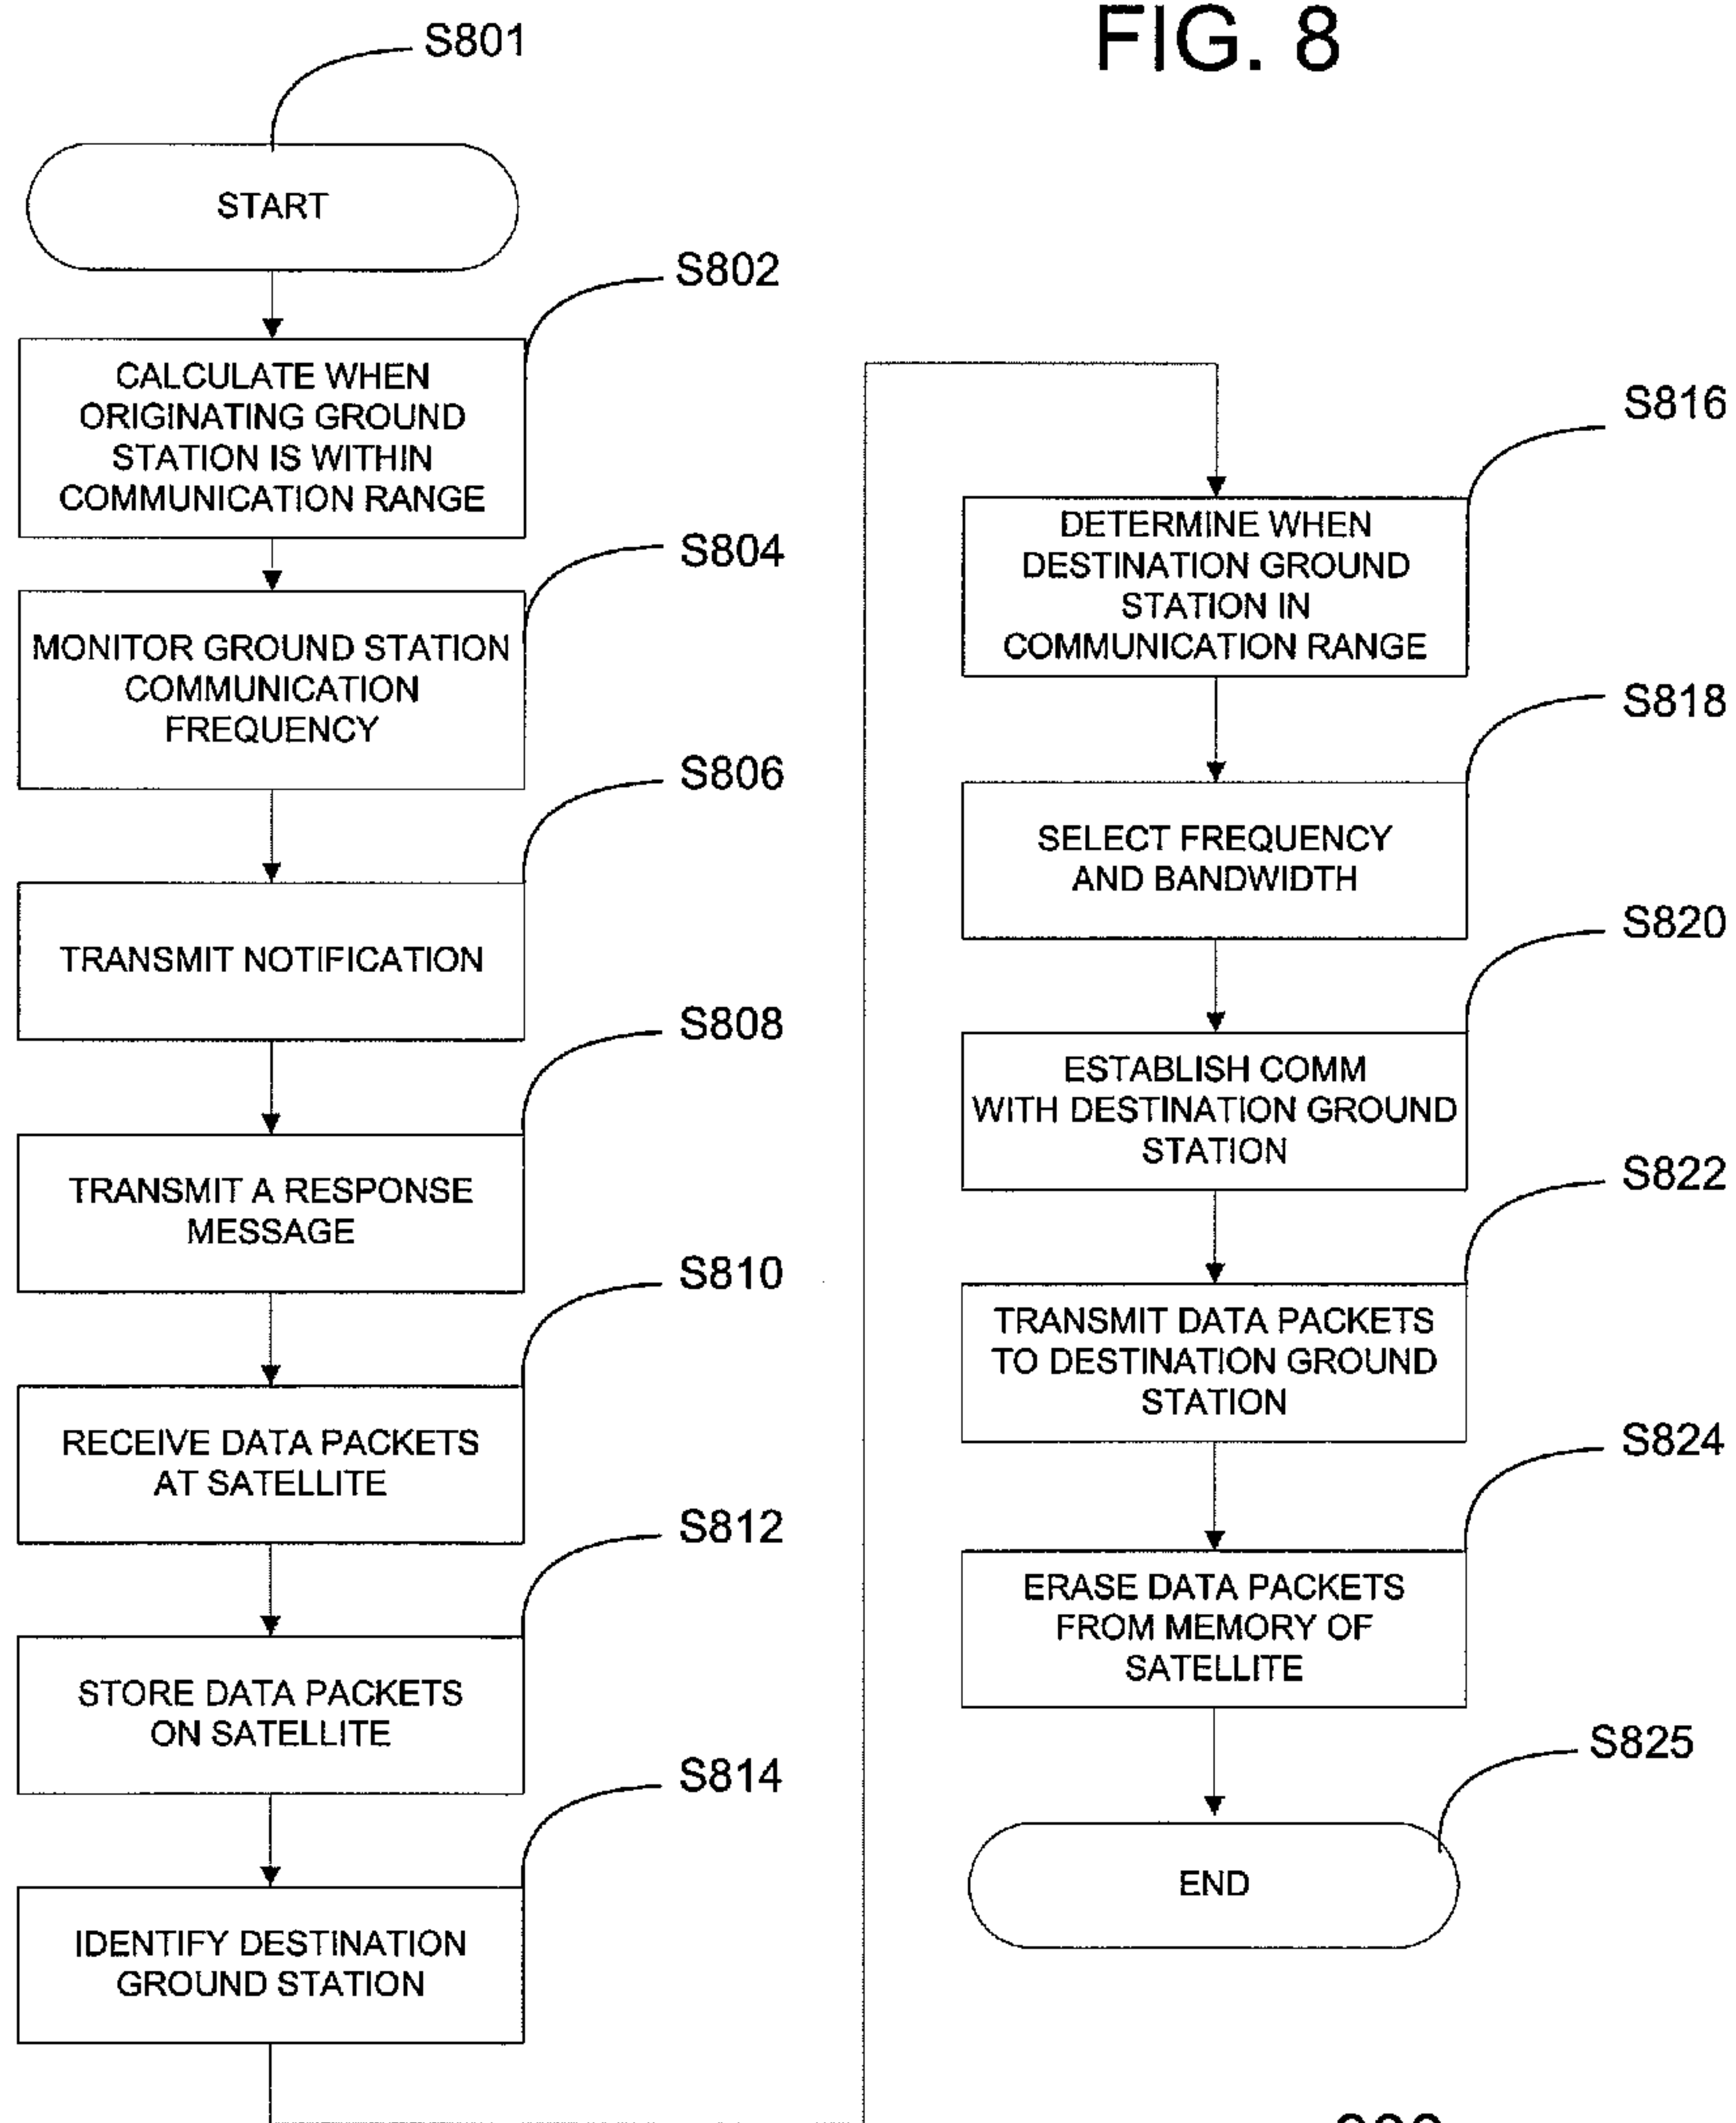 FIG. 8
S801
START
S802
CALCULATE WHEN
ORIGINATING GROUND
STATION IS WITHIN
COMMUNICATION RANGE
S804
MONITOR GROUND STATION
COMMUNICATION
FREQUENCY
S806
TRANSMIT NOTIFICATION
S808
TRANSMIT A RESPONSE
MESSAGE
S810
RECEIVE DATA PACKETS
AT SATELLITE
S812
STORE DATA PACKETS
ON SATELLITE
S814
IDENTIFY DESTINATION
GROUND STATION
S816
DETERMINE WHEN
DESTINATION GROUND
STATION IN
COMMUNICATION RANGE
S818
SELECT FREQUENCY
AND BANDWIDTH
S820
ESTABLISH COMM
WITH DESTINATION GROUND
STATION
S822
TRANSMIT DATA PACKETS
TO DESTINATION GROUND
STATION
S824
ERASE DATA PACKETS
FROM MEMORY OF
SATELLITE
S825
END